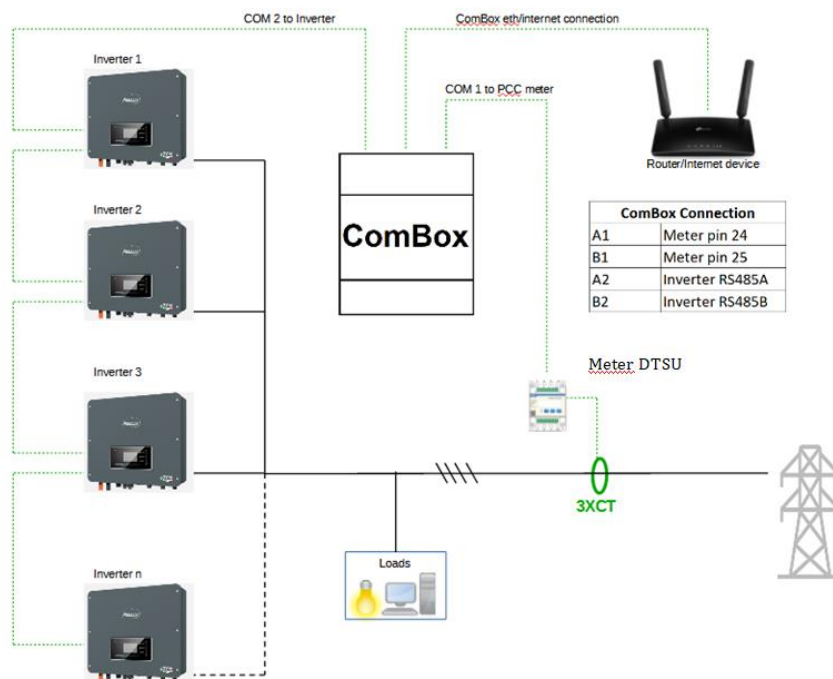 COM 2 to Inverter
ComBox eth/internet connection
Inverter 1
COM 1 to PCC meter
Router/Internet device
Inverter 2
ComBox
ComBox Connection
A1 Meter pin 24
B1 Meter pin 25
A2 Inverter RS485A
B2 Inverter RS485B
Inverter 3
Meter DTSU
3XCT
Loads
Inverter n